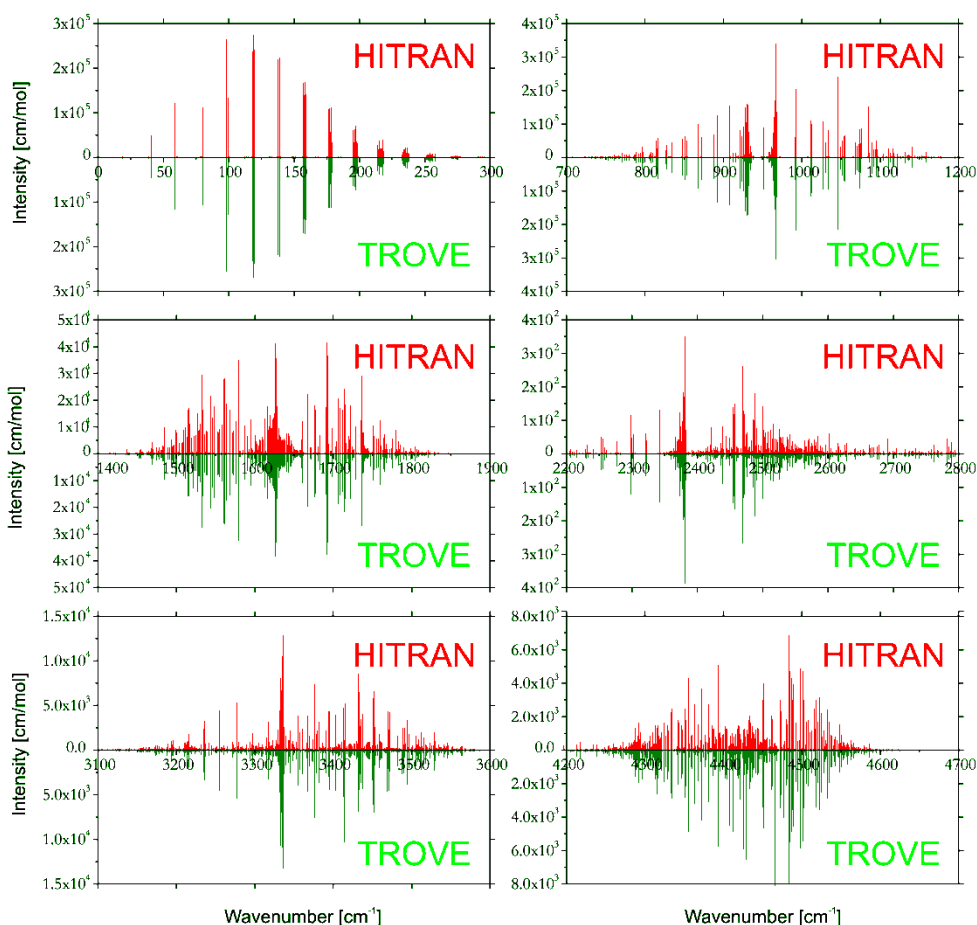 3x10⁵
2x10⁵
1x10⁵
0
1x10⁵
2x10⁵
3x10⁵
Intensity [cm/mol]
HITRAN
TROVE
0 50 100 150 200 250 300
4x10⁵
3x10⁵
2x10⁵
1x10⁵
0
1x10³
2x10⁵
3x10⁵
4x10⁵
HITRAN
TROVE
700 800 900 1000 1100 1200
5x10⁴
4x10⁴
3x10⁴
2x10⁴
1x10⁴
0
1x10⁴
2x10⁴
3x10⁴
4x10⁴
5x10⁴
Intensity [cm/mol]
HITRAN
TROVE
1400 1500 1600 1700 1800 1900
4x10²
3x10²
2x10²
1x10²
0
1x10²
2x10²
3x10²
4x10²
HITRAN
TROVE
2200 2300 2400 2500 2600 2700 2800
1.5x10⁴
1.0x10⁴
5.0x10³
0.0
5.0x10³
1.0x10⁴
1.5x10⁴
Intensity [cm/mol]
HITRAN
TROVE
3100 3200 3300 3400 3500 3600
Wavenumber [cm⁻¹]
8.0x10³
6.0x10³
4.0x10³
2.0x10³
0.0
2.0x10³
4.0x10³
6.0x10³
8.0x10³
HITRAN
TROVE
4200 4300 4400 4500 4600 4700
Wavenumber [cm⁻¹]